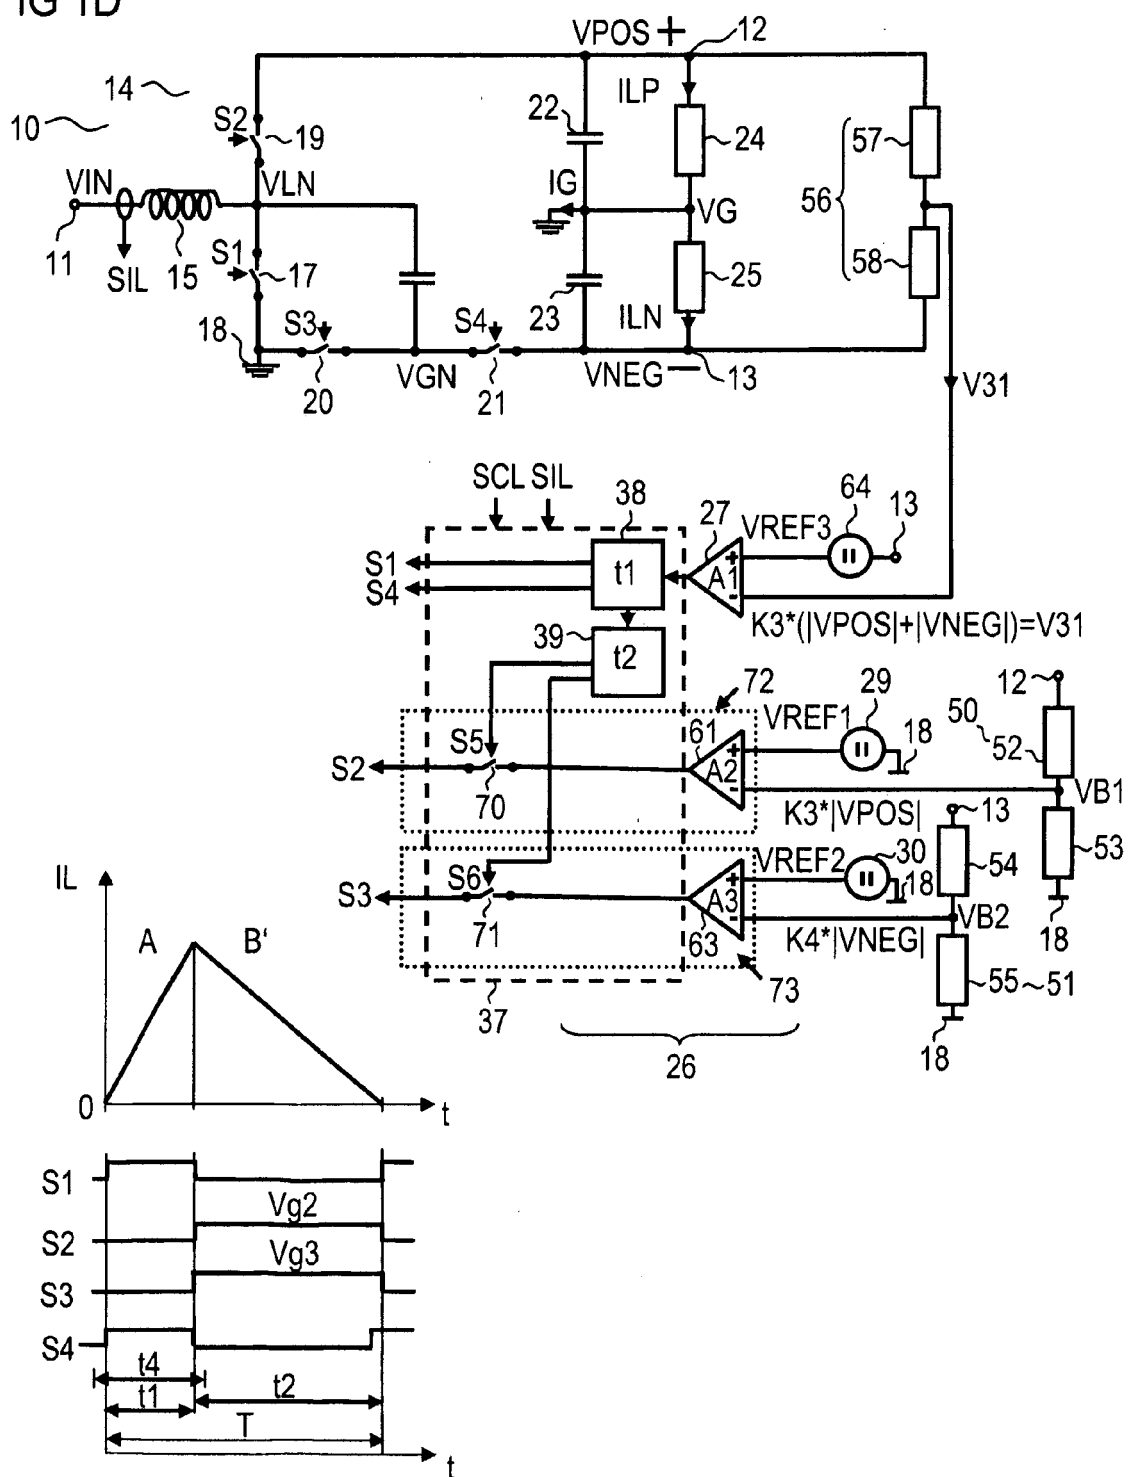 IG 1D
VPOS + 12
14
ILP
10
S2
19
22
24
57
VIN
VLN
IG
VG
56
11
SIL
15
S1
17
23
25
58
18
S3
S4
ILN
20
VGN
21
VNEG − 13
V31
SCL SIL
38
27
VREF3
64
13
S1
t1
A1
+
-
S4
K3*(|VPOS|+|VNEG|)=V31
39
t2
72
12
29
VREF1
18
50
52
61
S5
S2
A2
+
-
70
VB1
K3*|VPOS|
13
53
VREF2
30
54
18
S6
S3
A3
+
-
71
63
VB2
K4*|VNEG|
18
73
55~51
37
18
26
IL
A
B'
0
t
S1
Vg2
S2
Vg3
S3
S4
t4
t2
t1
T
t